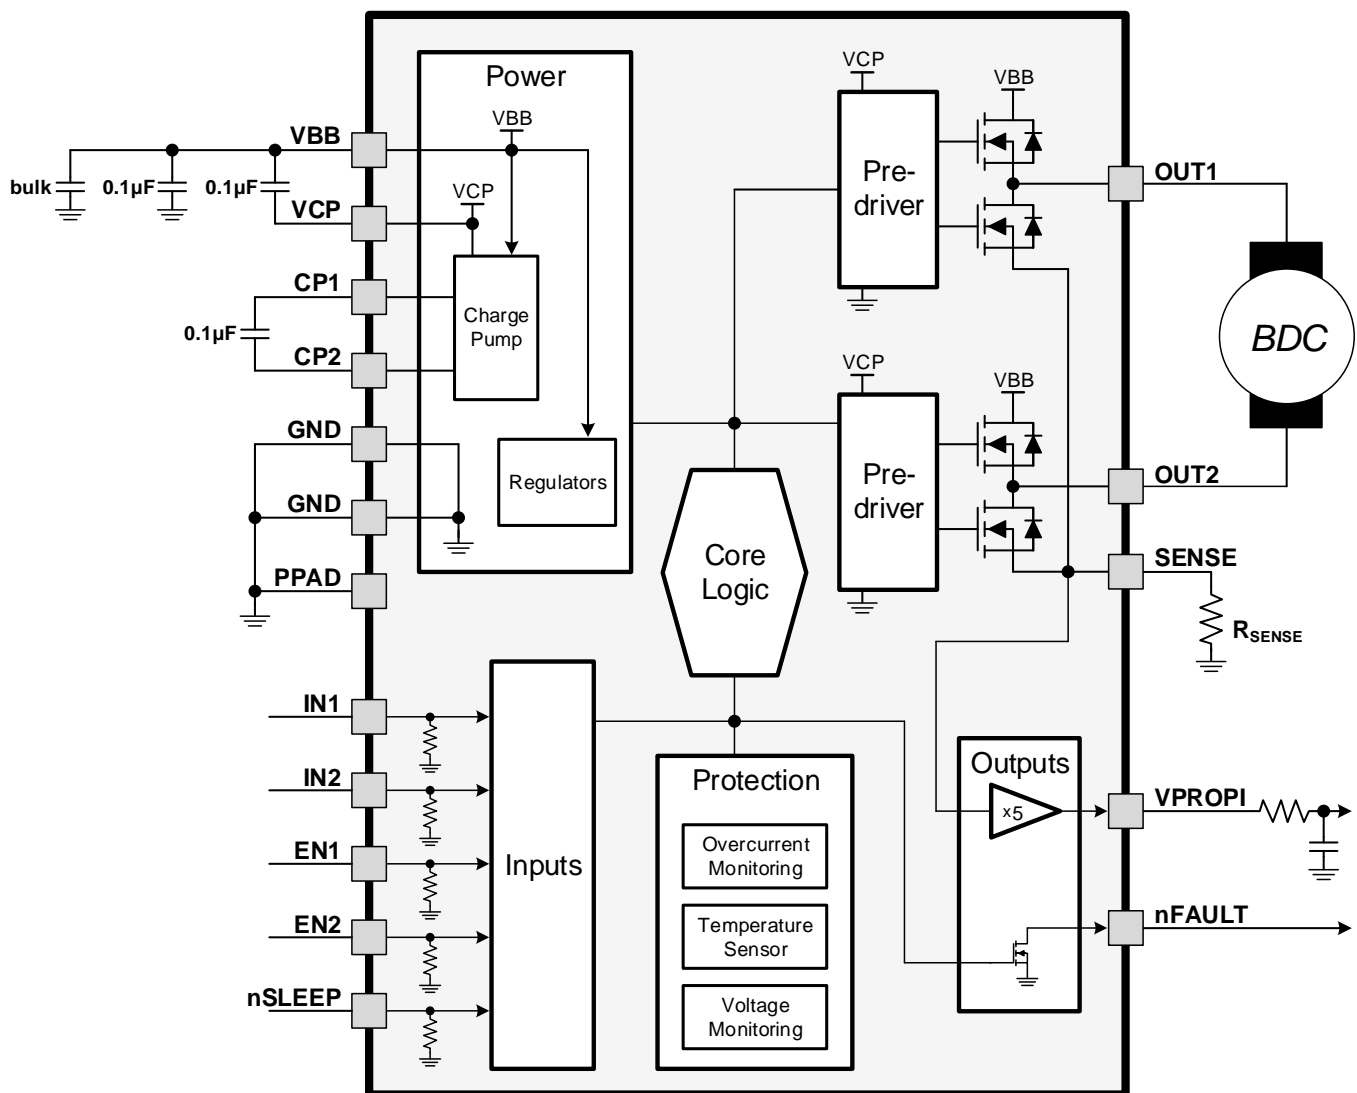 Power
VBB
VCP
Charge
Pump
Regulators
VBB
bulk
0.1µF
0.1µF
VCP
CP1
0.1µF
CP2
GND
GND
PPAD
IN1
IN2
EN1
EN2
nSLEEP
Inputs
Core
Logic
Protection
Overcurrent
Monitoring
Temperature
Sensor
Voltage
Monitoring
VCP
Pre-
driver
VBB
VCP
Pre-
driver
VBB
OUT1
BDC
OUT2
SENSE
RSENSE
Outputs
x5
VPROPI
nFAULT